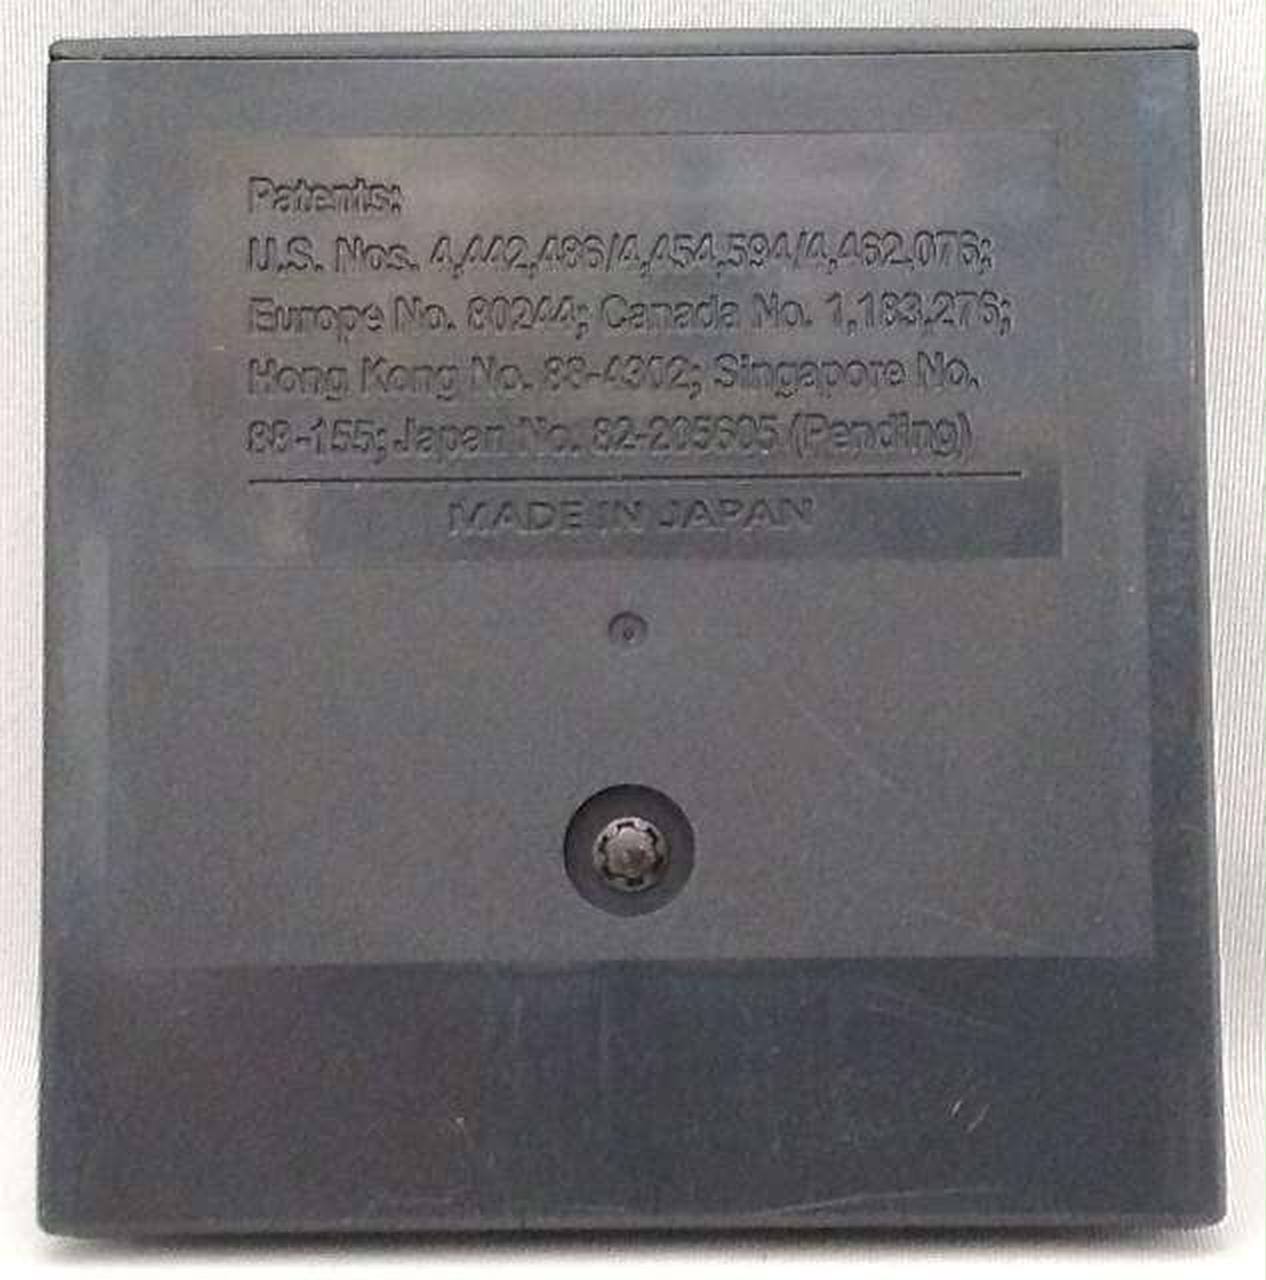 Patents:
U.S. Nos. 4,442,486/4,454,594/4,462,076;
Europe No. 80244; Canada No. 1,183,276;
Hong Kong No. 88-4302; Singapore No.
88-155; Japan No. 82-205605 (Pending)
MADE IN JAPAN